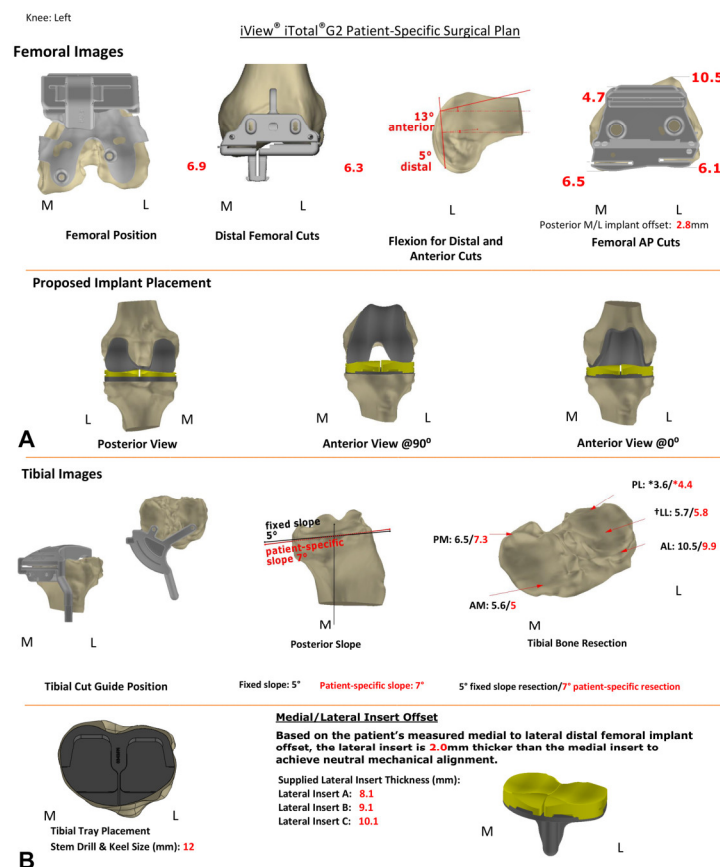 Knee: Left
iView® iTotal®G2 Patient-Specific Surgical Plan
Femoral Images
10.5
4.7
13°
anterior
5°
distal
6.9
6.3
6.1
6.5
M L
M L
L
M L
Posterior M/L implant offset: 2.8mm
Femoral Position
Distal Femoral Cuts
Flexion for Distal and
Anterior Cuts
Femoral AP Cuts
Proposed Implant Placement
L M
M L
M L
A
Posterior View
Anterior View @90⁰
Anterior View @0⁰
Tibial Images
PL: *3.6/*4.4
fixed slope
5°
patient-specific
slope 7°
†LL: 5.7/5.8
PM: 6.5/7.3
AL: 10.5/9.9
AM: 5.6/5
L
M
M L
M
Posterior Slope
Tibial Bone Resection
Tibial Cut Guide Position
Fixed slope: 5° Patient-specific slope: 7°
5° fixed slope resection/7° patient-specific resection
Medial/Lateral Insert Offset
Based on the patient's measured medial to lateral distal femoral implant
offset, the lateral insert is 2.0mm thicker than the medial insert to
achieve neutral mechanical alignment.
Supplied Lateral Insert Thickness (mm):
Lateral Insert A: 8.1
Lateral Insert B: 9.1
Lateral Insert C: 10.1
M L
M L
Tibial Tray Placement
Stem Drill & Keel Size (mm): 12
B